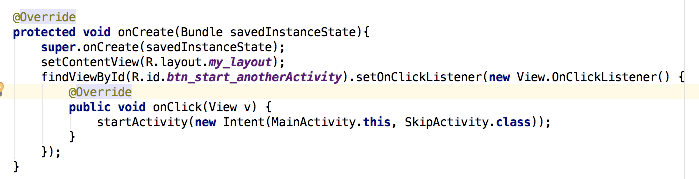 @Override
protected void onCreate(Bundle savedInstanceState){
    super.onCreate(savedInstanceState);
    setContentView(R.layout.my_layout);
    findViewById(R.id.btn_start_anotherActivity).setOnClickListener(new View.OnClickListener() {
        @Override
        public void onClick(View v) {
            startActivity(new Intent(MainActivity.this, SkipActivity.class));
        }
    });
}